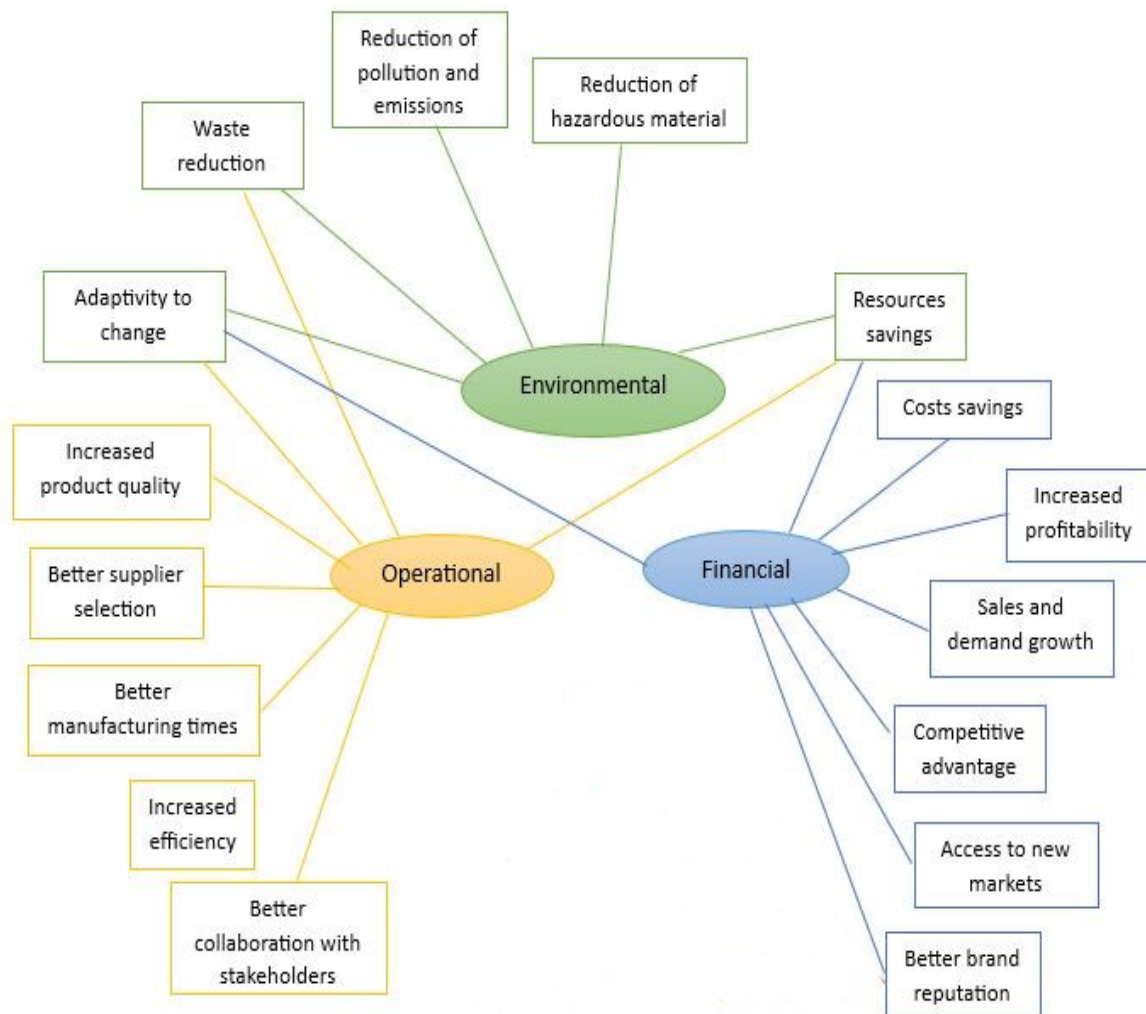 Reduction of
pollution and
emissions
Reduction of
hazardous material
Waste
reduction
Adaptivity to
change
Resources
savings
Environmental
Costs savings
Increased
product quality
Increased
profitability
Operational
Financial
Better supplier
selection
Sales and
demand growth
Better
manufacturing times
Competitive
advantage
Increased
efficiency
Access to new
markets
Better
collaboration with
stakeholders
Better brand
reputation